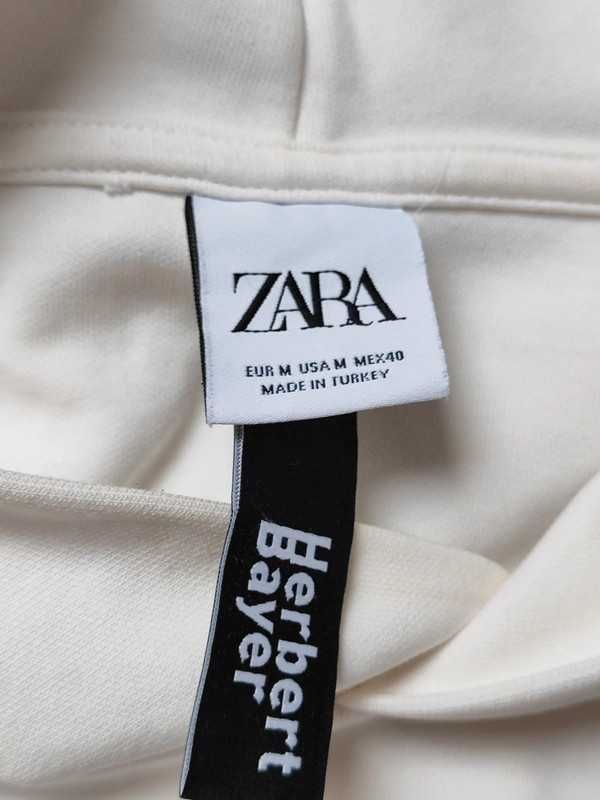 ZARA
EUR M USA M MEX40
MADE IN TURKEY
Herbert
Bayer